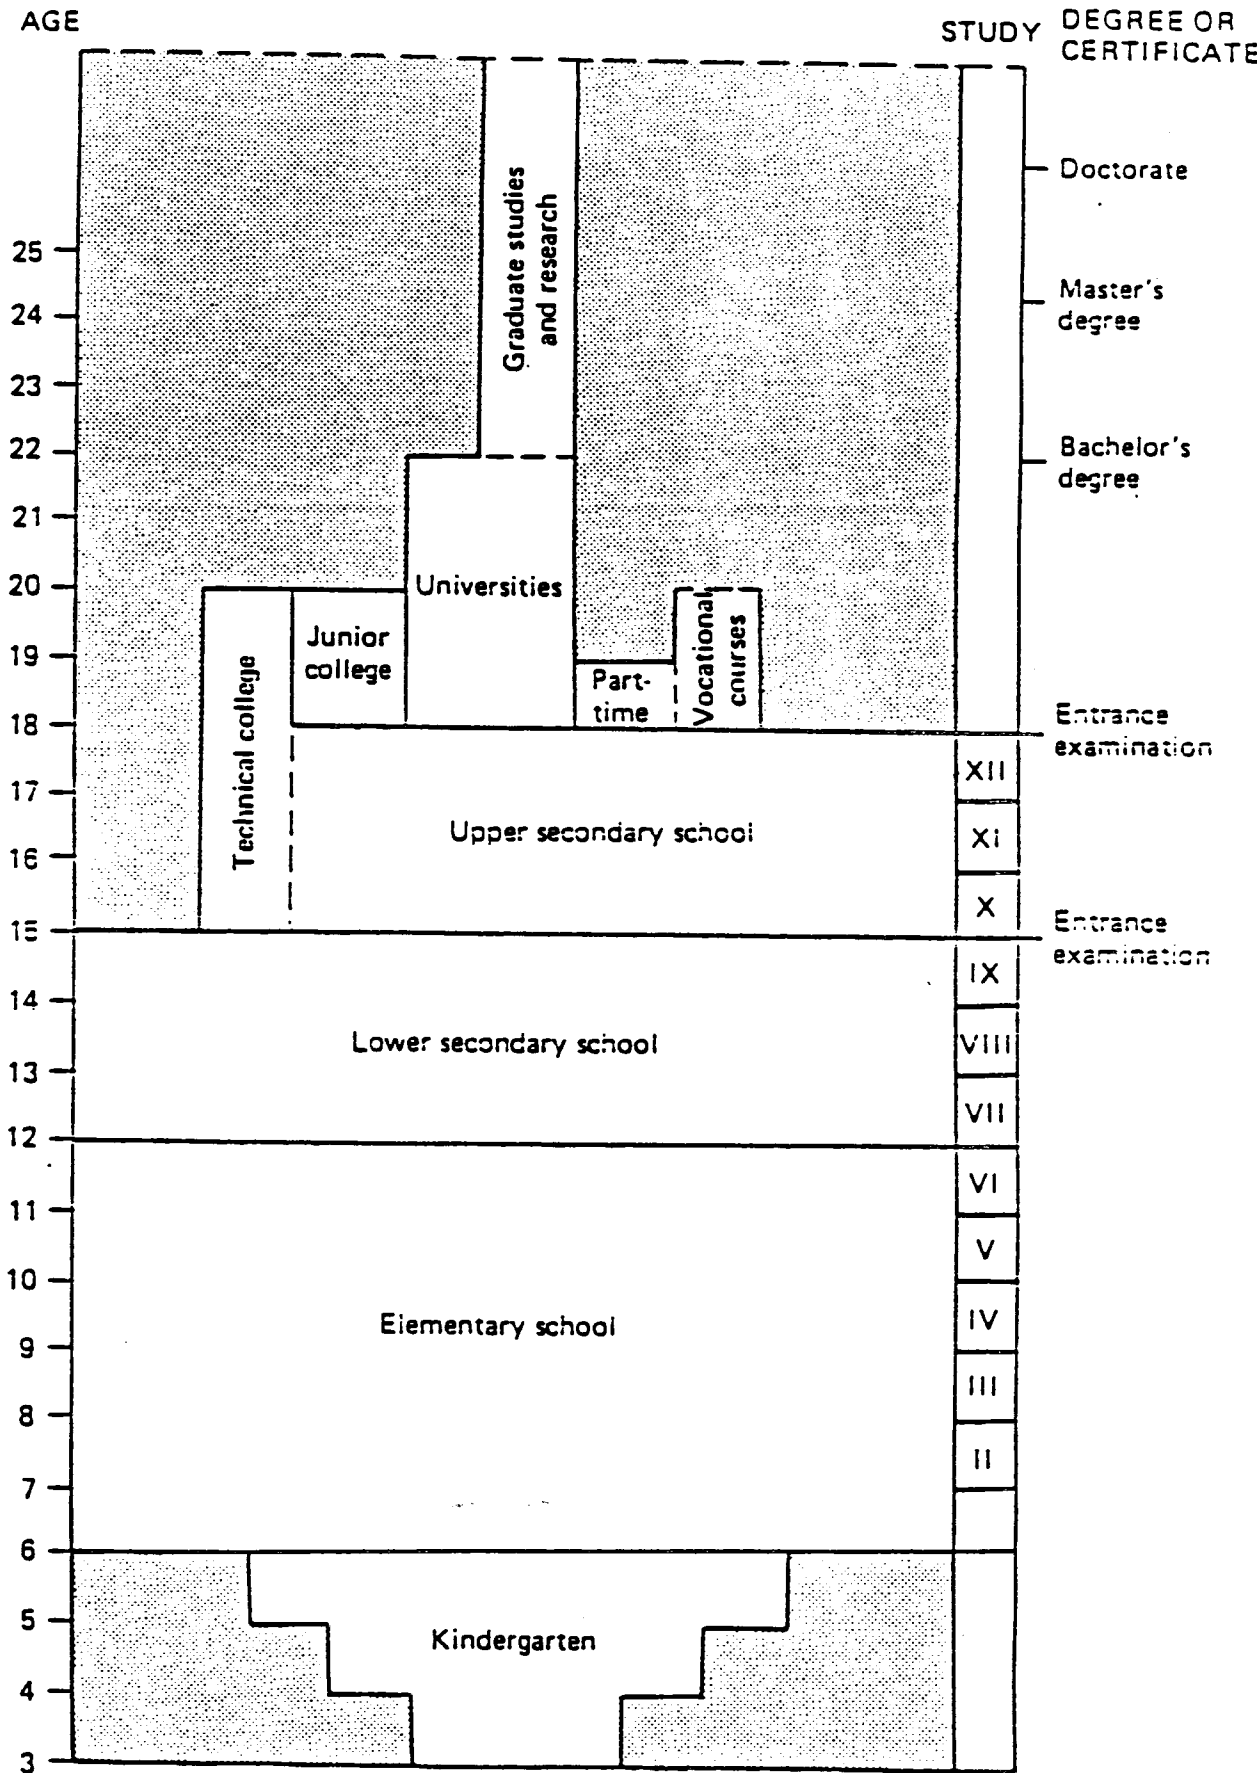 AGE
STUDY
DEGREE OR
CERTIFICATE
Doctorate
Graduate studies
and research
25
24
Master's
degree
23
22
Bachelor's
degree
21
20
Universities
Junior
college
Vocational
courses
19
Part-
time
18
Entrance
examination
Technical college
XII
17
Upper secondary school
XI
16
X
15
Entrance
examination
IX
14
Lower secondary school
VIII
13
VII
12
VI
11
V
10
Elementary school
IV
9
III
8
II
7
6
5
Kindergarten
4
3